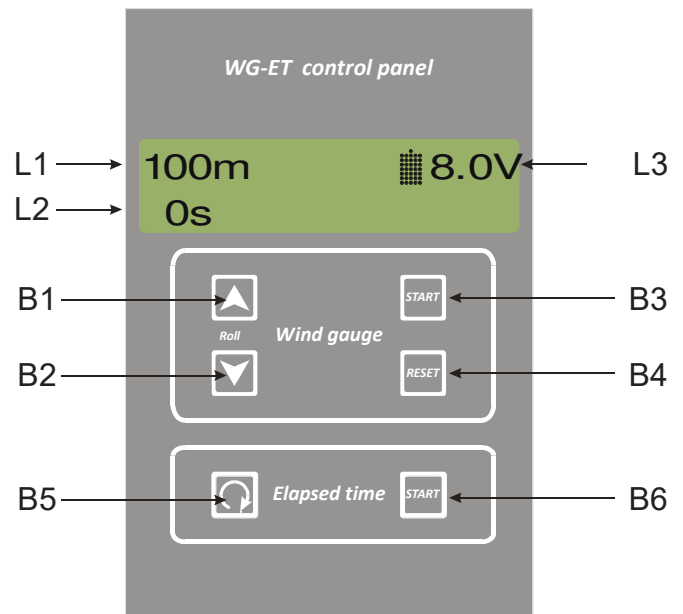 WG-ET control panel
L1 100m 8.0V L3
L2 0s
B1 START B3
Roll Wind gauge
B2 RESET B4
B5 Elapsed time START B6